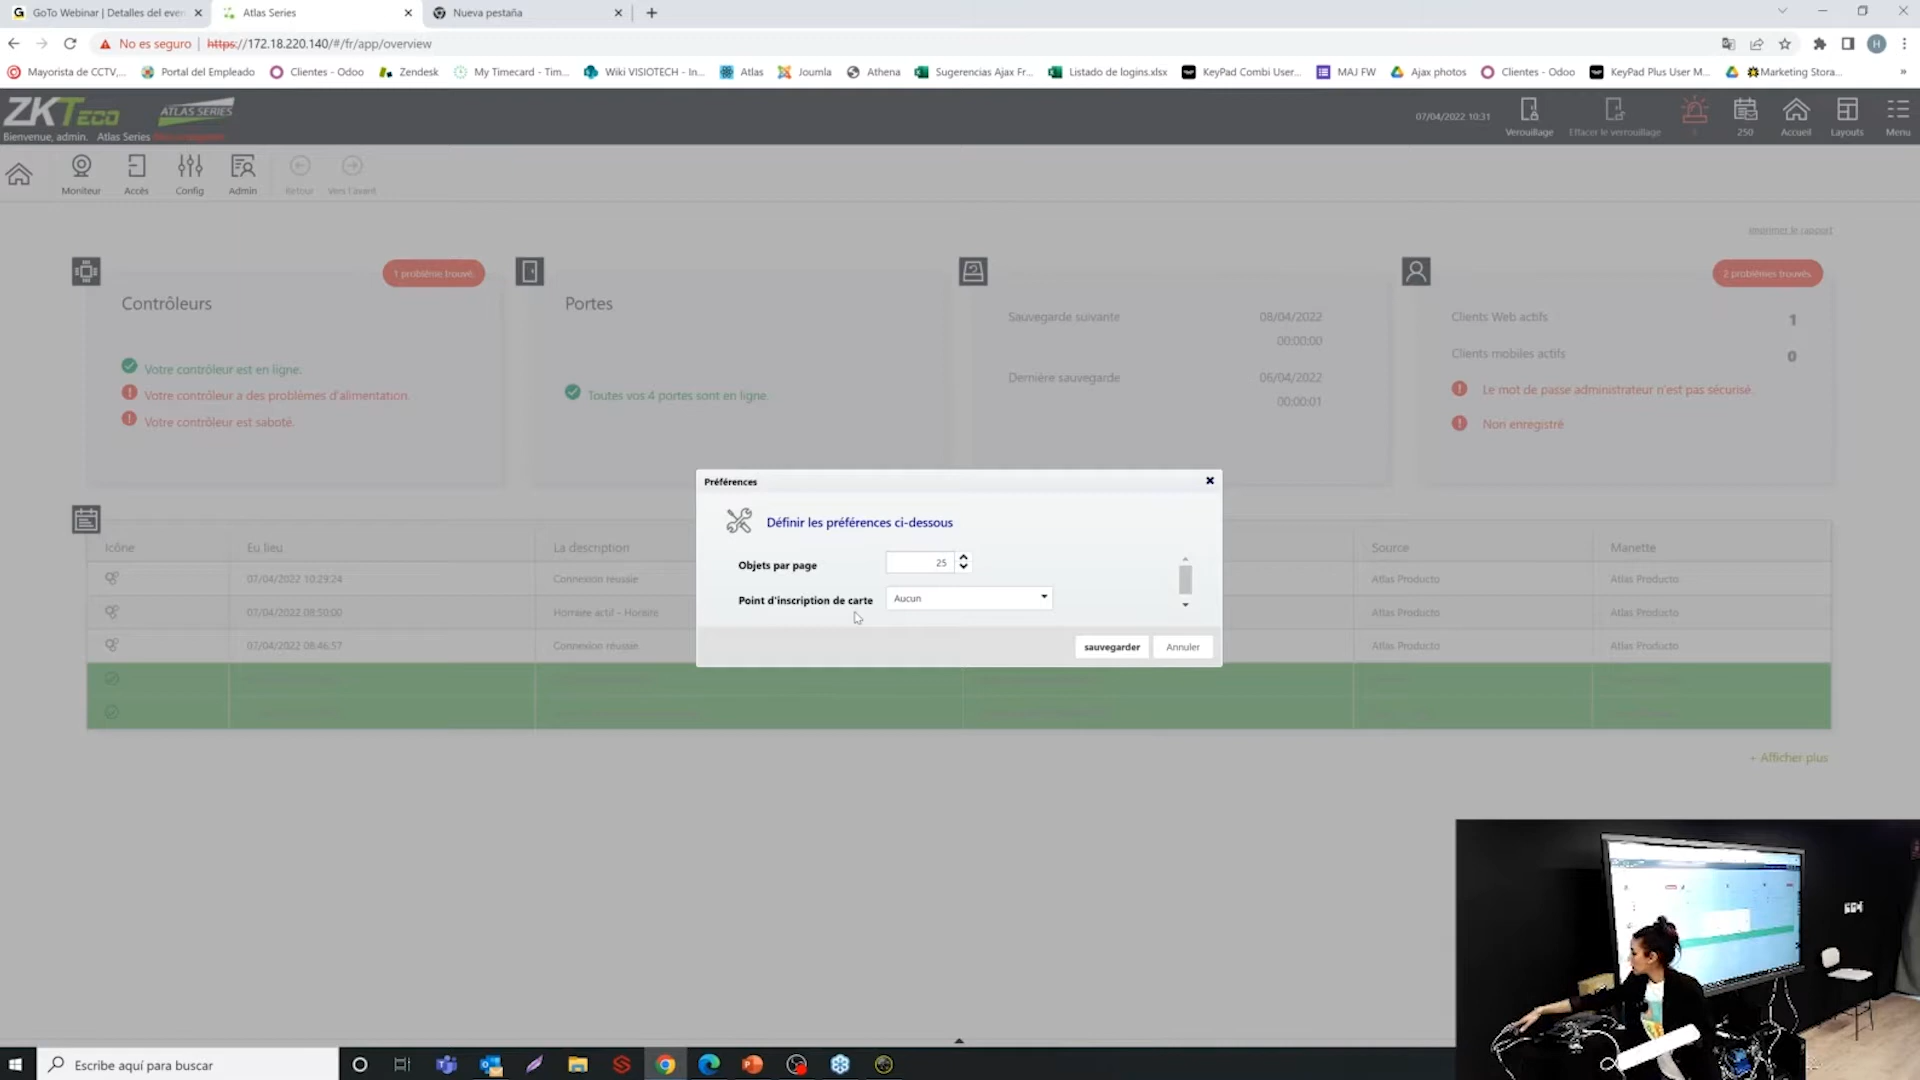 GoTo Webinar | Detalles del even
Atlas Series
Nueva pestaña
No es seguro | https://172.18.220.140/#/fr/app/overview
Mayorista de CCTV,...
Portal del Empleado
Clientes - Odoo
Zendesk
My Timecard - Tim...
Wiki VISIOTECH - In...
Atlas
Joumla
Athena
Sugerencias Ajax Fr...
Listado de logins.xlsx
KeyPad Combi User...
MAJ FW
Ajax photos
Clientes - Odoo
KeyPad Plus User M...
Marketing Stora...
»
ZKTeco
ATLAS SERIES
Bienvenue, admin. Atlas Series
07/04/2022 10:31
Verouillage
Effacer le verrouillage
250
Accueil
Layouts
Menu
Moniteur
Accès
Config
Admin
Retour
Vers l'avant
Imprimer le rapport
1 problème trouvé.
2 problèmes trouvés.
Contrôleurs
Votre contrôleur est en ligne.
Votre contrôleur a des problèmes d'alimentation.
Votre contrôleur est saboté.
Portes
Toutes vos 4 portes sont en ligne.
Sauvegarde suivante 08/04/2022
00:00:00
Dernière sauvegarde 06/04/2022
00:00:01
Clients Web actifs 1
Clients mobiles actifs 0
Le mot de passe administrateur n'est pas sécurisé.
Non enregistré
Préférences
Définir les préférences ci-dessous
Objets par page 25
Point d'inscription de carte Aucun
sauvegarder Annuler
Icône Eu lieu La description Source Manette
07/04/2022 10:29:24 Connexion réussie Atlas Producto Atlas Producto
07/04/2022 08:50:00 Horraire actif - Horaire Atlas Producto Atlas Producto
07/04/2022 08:46:57 Connexion réussie Atlas Producto Atlas Producto
+ Afficher plus
Escribe aquí para buscar